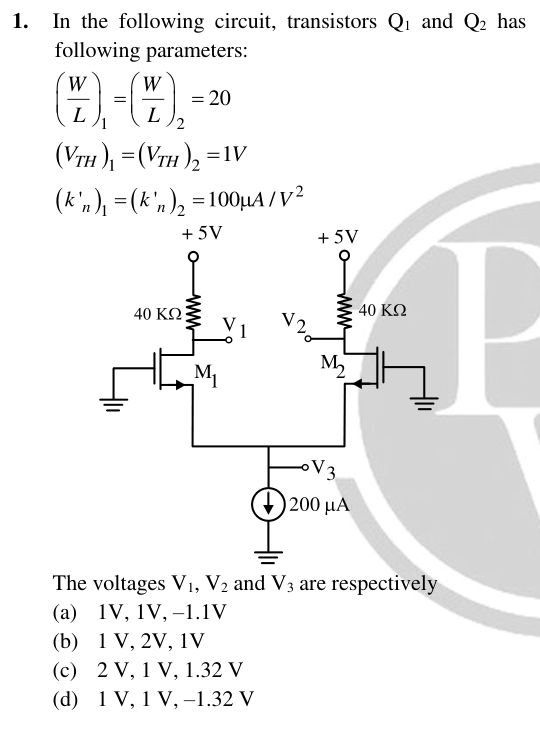 1. In the following circuit, transistors Q₁ and Q₂ has
following parameters:
(W/L)₁ = (W/L)₂ = 20
(V_TH)₁ = (V_TH)₂ = 1V
(k'ₙ)₁ = (k'ₙ)₂ = 100μA / V²
+ 5V + 5V
40 KΩ V₁ V₂ 40 KΩ
M₁ M₂
V₃
200 μA
The voltages V₁, V₂ and V₃ are respectively
(a) 1V, 1V, –1.1V
(b) 1 V, 2V, 1V
(c) 2 V, 1 V, 1.32 V
(d) 1 V, 1 V, –1.32 V